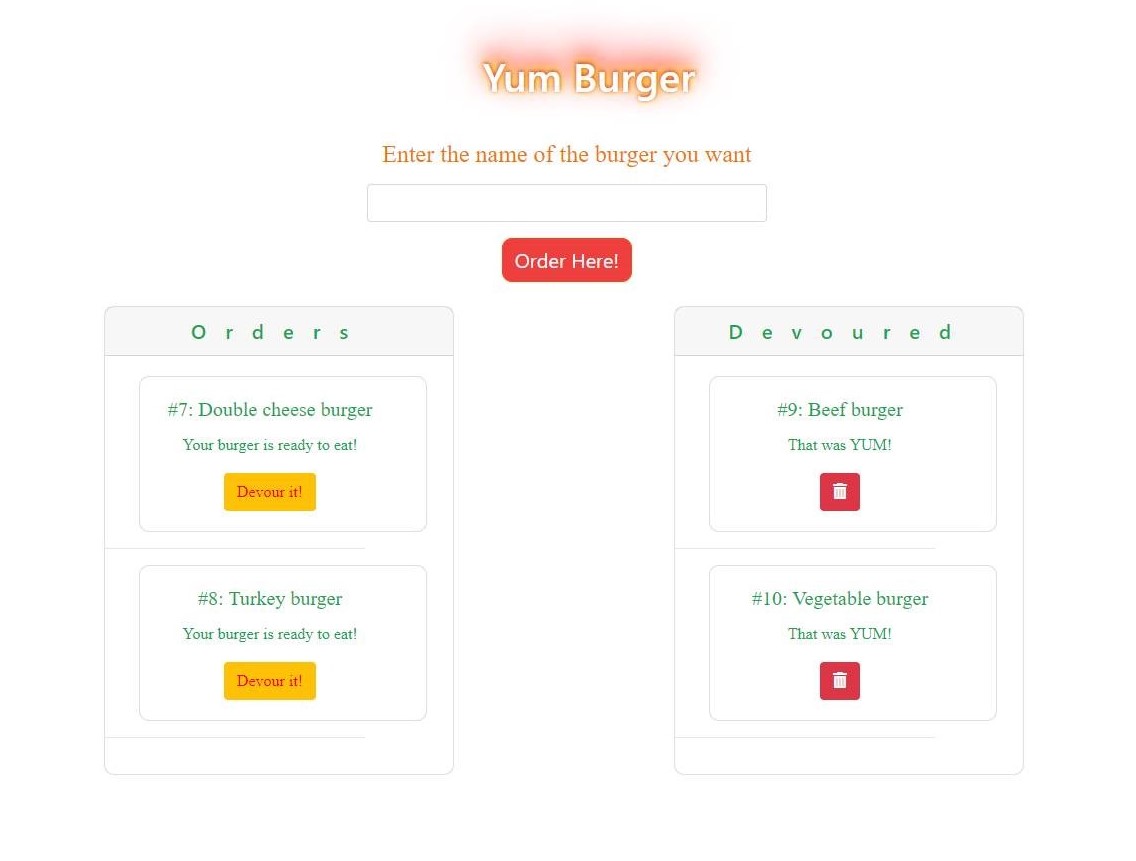 Yum Burger
Enter the name of the burger you want
Order Here!
Orders
#7: Double cheese burger
Your burger is ready to eat!
Devour it!
#8: Turkey burger
Your burger is ready to eat!
Devour it!
Devoured
#9: Beef burger
That was YUM!
#10: Vegetable burger
That was YUM!